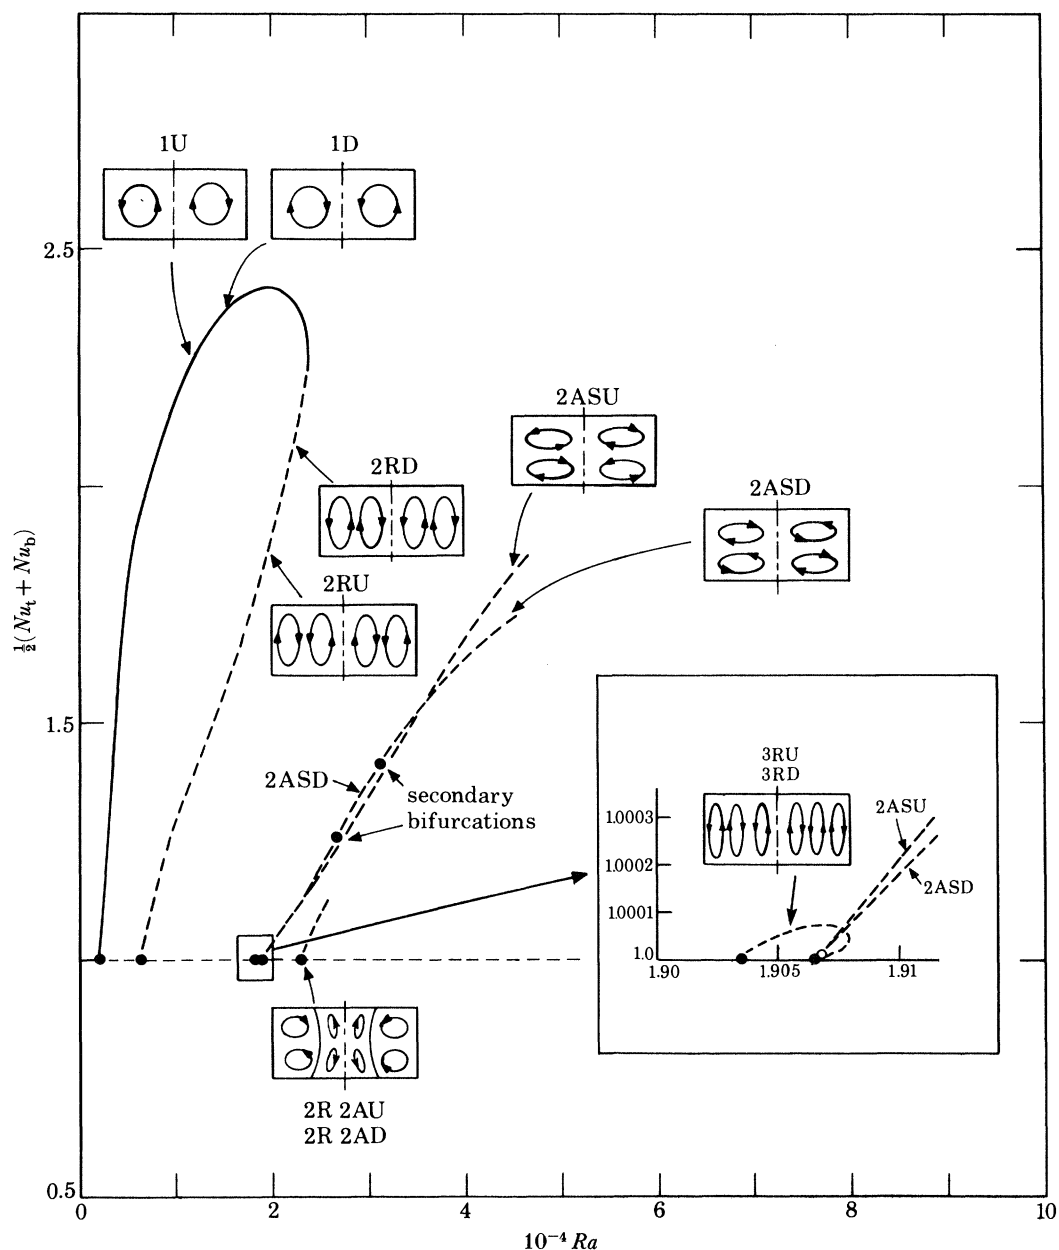 1U
1D
2.5
2ASU
2RD
2ASD
2RU
½(Nu_t + Nu_b)
1.5
2ASD
secondary
bifurcations
3RU
3RD
1.0003
2ASU
1.0002
2ASD
1.0001
1.0
1.90
1.905
1.91
2R 2AU
2R 2AD
0.5
0
2
4
6
8
10
10⁻⁴ Ra